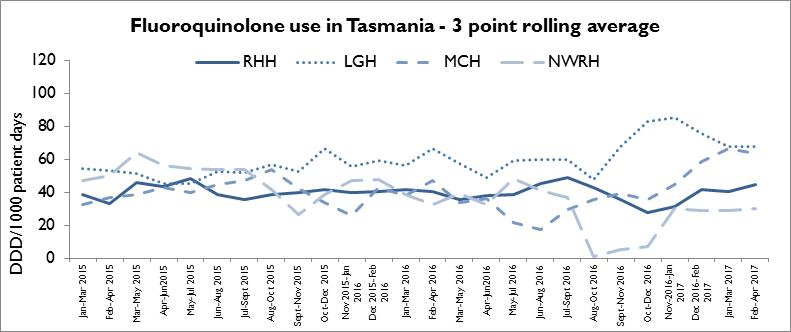 Fluoroquinolone use in Tasmania - 3 point rolling average
RHH LGH MCH NWRH
DDD/1000 patient days
120
100
80
60
40
20
0
Jan-Mar 2015
Feb-Apr 2015
Mar-May 2015
Apr-Jun 2015
May-Jul 2015
Jun-Aug 2015
Jul-Sept 2015
Aug-Oct 2015
Sept-Nov 2015
Oct-Dec 2015
Nov 2015-Jan
2016
Dec 2015-Feb
2016
Jan-Mar 2016
Feb-Apr 2016
Mar-May 2016
Apr-Jun 2016
May-Jul 2016
Jun-Aug 2016
Jul-Sept 2016
Aug-Oct 2016
Sept-Nov 2016
Oct-Dec 2016
Nov-2016-Jan
2017
Dec 2016-Feb
2017
Jan-Mar 2017
Feb-Apr 2017